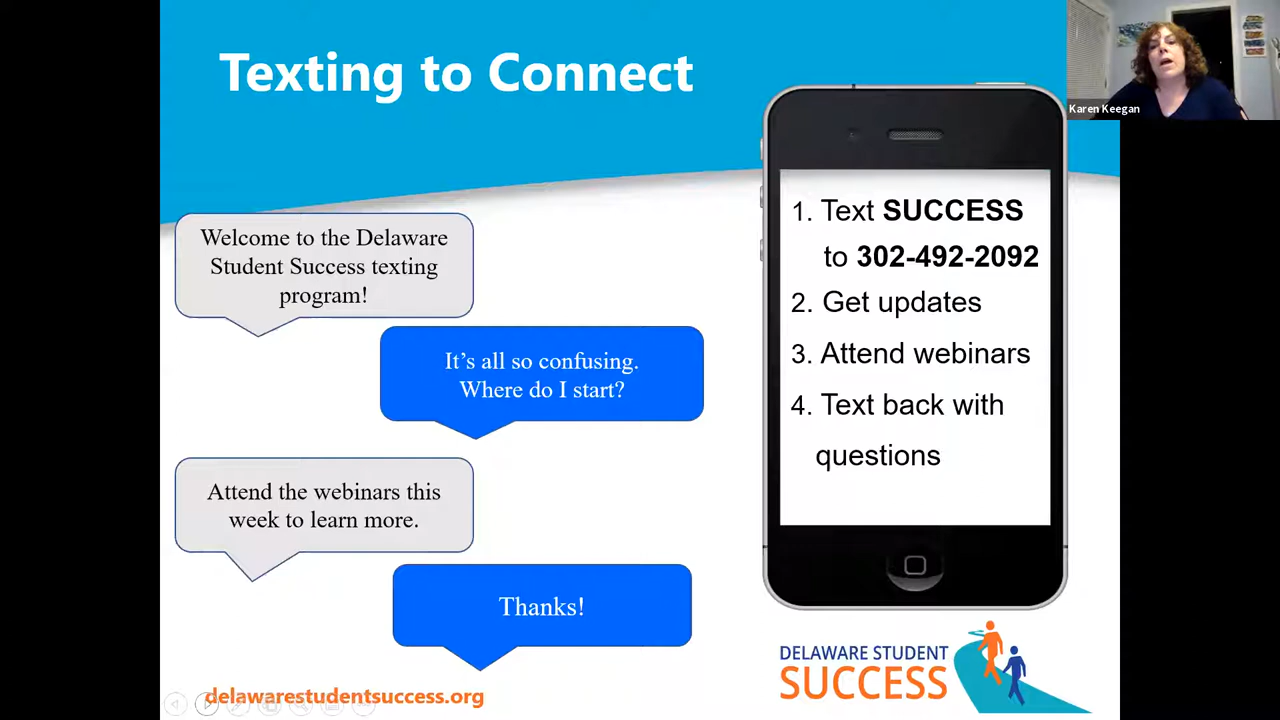 Texting to Connect
Karen Keegan
Welcome to the Delaware
Student Success texting
program!
It's all so confusing.
Where do I start?
Attend the webinars this
week to learn more.
Thanks!
1. Text SUCCESS
to 302-492-2092
2. Get updates
3. Attend webinars
4. Text back with
questions
DELAWARE STUDENT
SUCCESS
delawarestudentsuccess.org